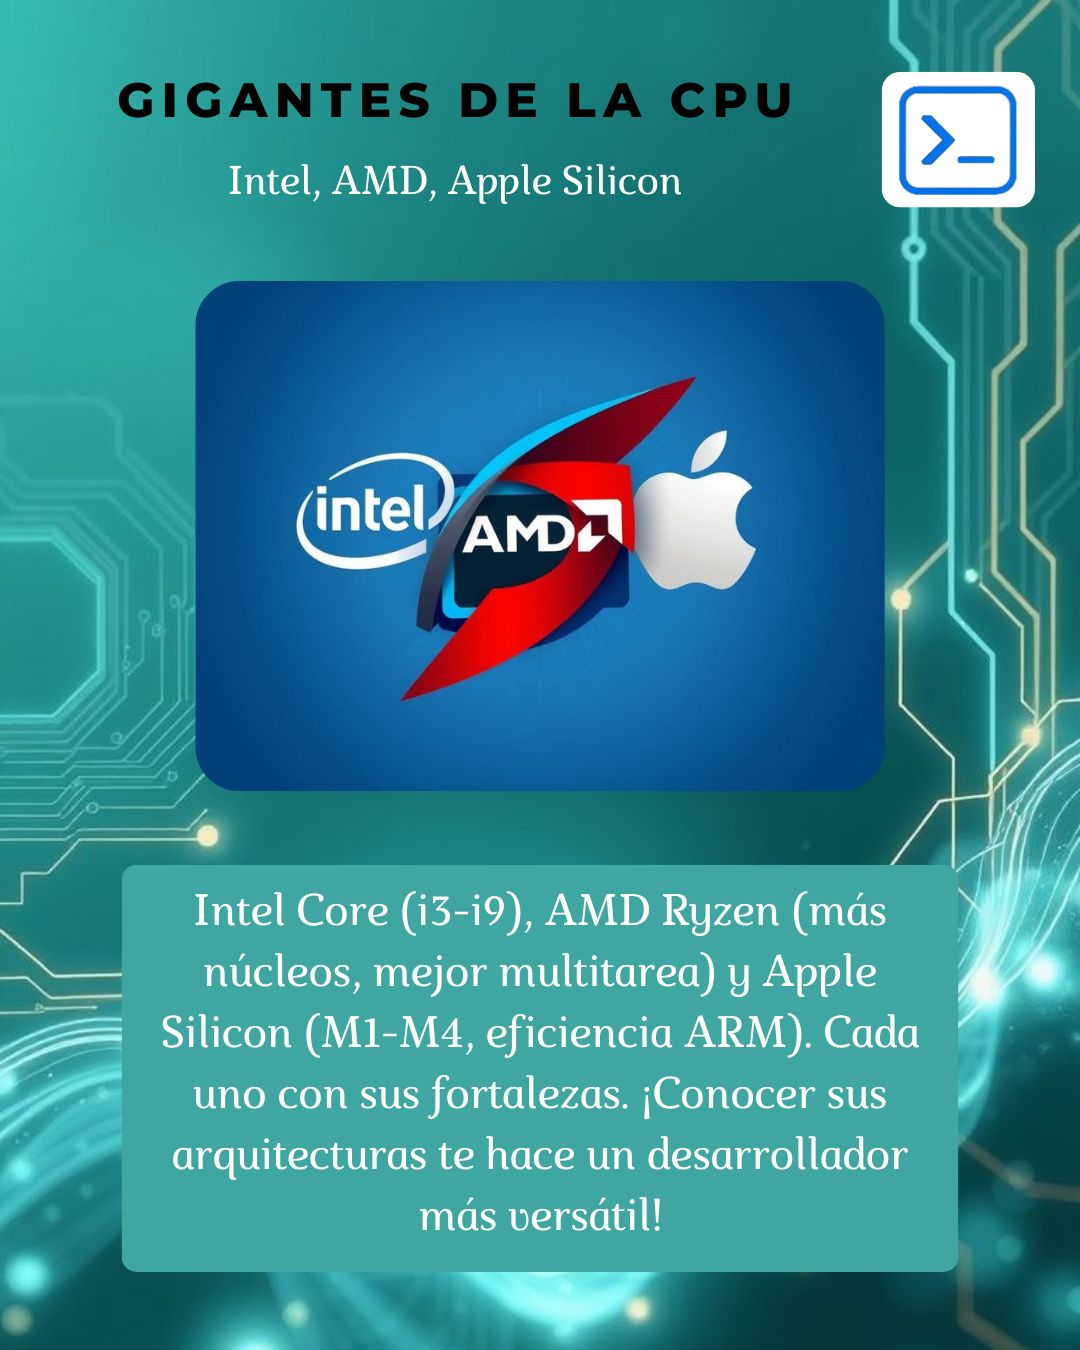 GIGANTES DE LA CPU
Intel, AMD, Apple Silicon
intel
AMD
Intel Core (i3-i9), AMD Ryzen (más
núcleos, mejor multitarea) y Apple
Silicon (M1-M4, eficiencia ARM). Cada
uno con sus fortalezas. ¡Conocer sus
arquitecturas te hace un desarrollador
más versátil!